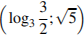 (log₃ 3/2; √5)